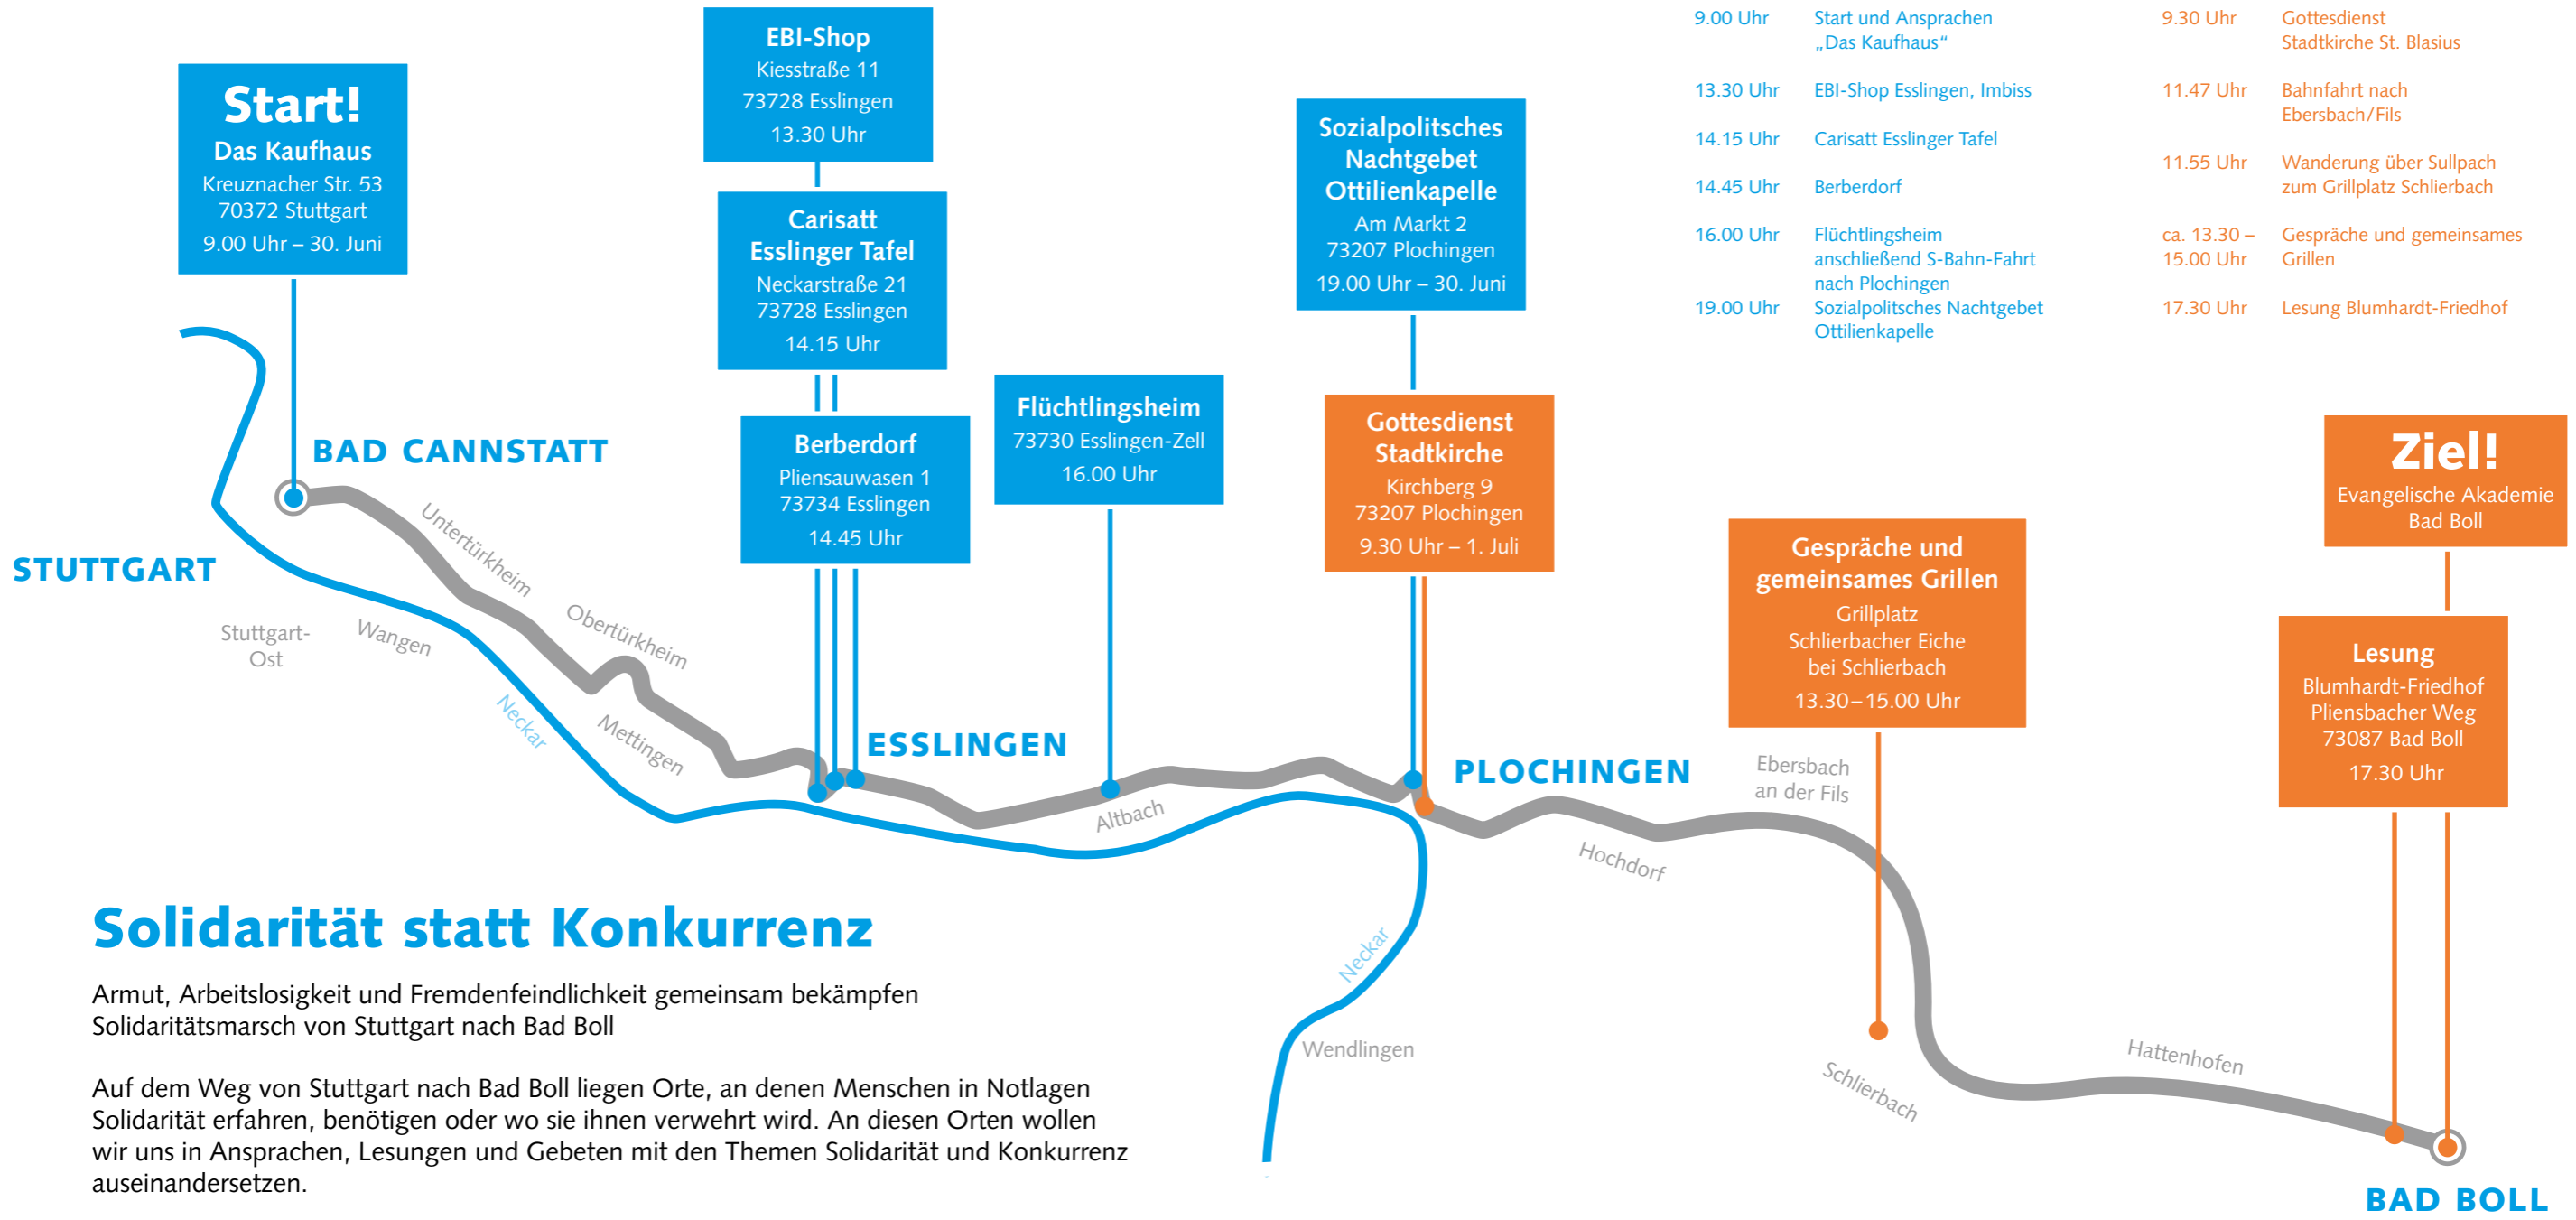 Start!
Das Kaufhaus
Kreuznacher Str. 53
70372 Stuttgart
9.00 Uhr – 30. Juni
EBI-Shop
Kiesstraße 11
73728 Esslingen
13.30 Uhr
Carisatt
Esslinger Tafel
Neckarstraße 21
73728 Esslingen
14.15 Uhr
Berberdorf
Pliensauwasen 1
73734 Esslingen
14.45 Uhr
Flüchtlingsheim
73730 Esslingen-Zell
16.00 Uhr
Sozialpolitsches
Nachtgebet
Ottilienkapelle
Am Markt 2
73207 Plochingen
19.00 Uhr – 30. Juni
Gottesdienst
Stadtkirche
Kirchberg 9
73207 Plochingen
9.30 Uhr – 1. Juli
9.00 Uhr Start und Ansprachen
„Das Kaufhaus“
13.30 Uhr EBI-Shop Esslingen, Imbiss
14.15 Uhr Carisatt Esslinger Tafel
14.45 Uhr Berberdorf
16.00 Uhr Flüchtlingsheim
anschließend S-Bahn-Fahrt
nach Plochingen
19.00 Uhr Sozialpolitsches Nachtgebet
Ottilienkapelle
9.30 Uhr Gottesdienst
Stadtkirche St. Blasius
11.47 Uhr Bahnfahrt nach
Ebersbach/Fils
11.55 Uhr Wanderung über Sullpach
zum Grillplatz Schlierbach
ca. 13.30 – Gespräche und gemeinsames
15.00 Uhr Grillen
17.30 Uhr Lesung Blumhardt-Friedhof
Gespräche und
gemeinsames Grillen
Grillplatz
Schlierbacher Eiche
bei Schlierbach
13.30–15.00 Uhr
Ziel!
Evangelische Akademie
Bad Boll
Lesung
Blumhardt-Friedhof
Pliensbacher Weg
73087 Bad Boll
17.30 Uhr
BAD CANNSTATT
STUTTGART
Stuttgart-
Ost
Wangen
Untertürkheim
Obertürkheim
Neckar
Mettingen
ESSLINGEN
Altbach
PLOCHINGEN
Hochdorf
Ebersbach
an der Fils
Neckar
Wendlingen
Schlierbach
Hattenhofen
BAD BOLL
Solidarität statt Konkurrenz
Armut, Arbeitslosigkeit und Fremdenfeindlichkeit gemeinsam bekämpfen
Solidaritätsmarsch von Stuttgart nach Bad Boll
Auf dem Weg von Stuttgart nach Bad Boll liegen Orte, an denen Menschen in Notlagen
Solidarität erfahren, benötigen oder wo sie ihnen verwehrt wird. An diesen Orten wollen
wir uns in Ansprachen, Lesungen und Gebeten mit den Themen Solidarität und Konkurrenz
auseinandersetzen.